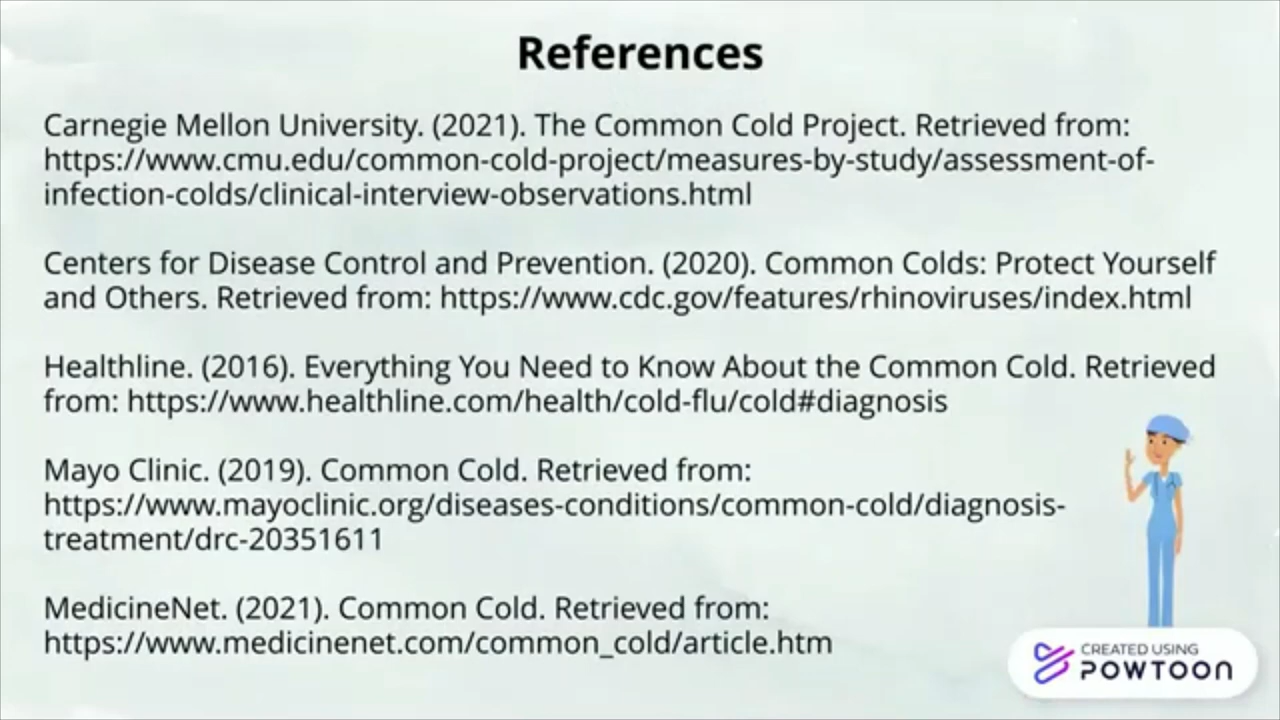 References
Carnegie Mellon University. (2021). The Common Cold Project. Retrieved from:
https://www.cmu.edu/common-cold-project/measures-by-study/assessment-of-
infection-colds/clinical-interview-observations.html
Centers for Disease Control and Prevention. (2020). Common Colds: Protect Yourself
and Others. Retrieved from: https://www.cdc.gov/features/rhinoviruses/index.html
Healthline. (2016). Everything You Need to Know About the Common Cold. Retrieved
from: https://www.healthline.com/health/cold-flu/cold#diagnosis
Mayo Clinic. (2019). Common Cold. Retrieved from:
https://www.mayoclinic.org/diseases-conditions/common-cold/diagnosis-
treatment/drc-20351611
MedicineNet. (2021). Common Cold. Retrieved from:
https://www.medicinenet.com/common_cold/article.htm
CREATED USING
POWTOON